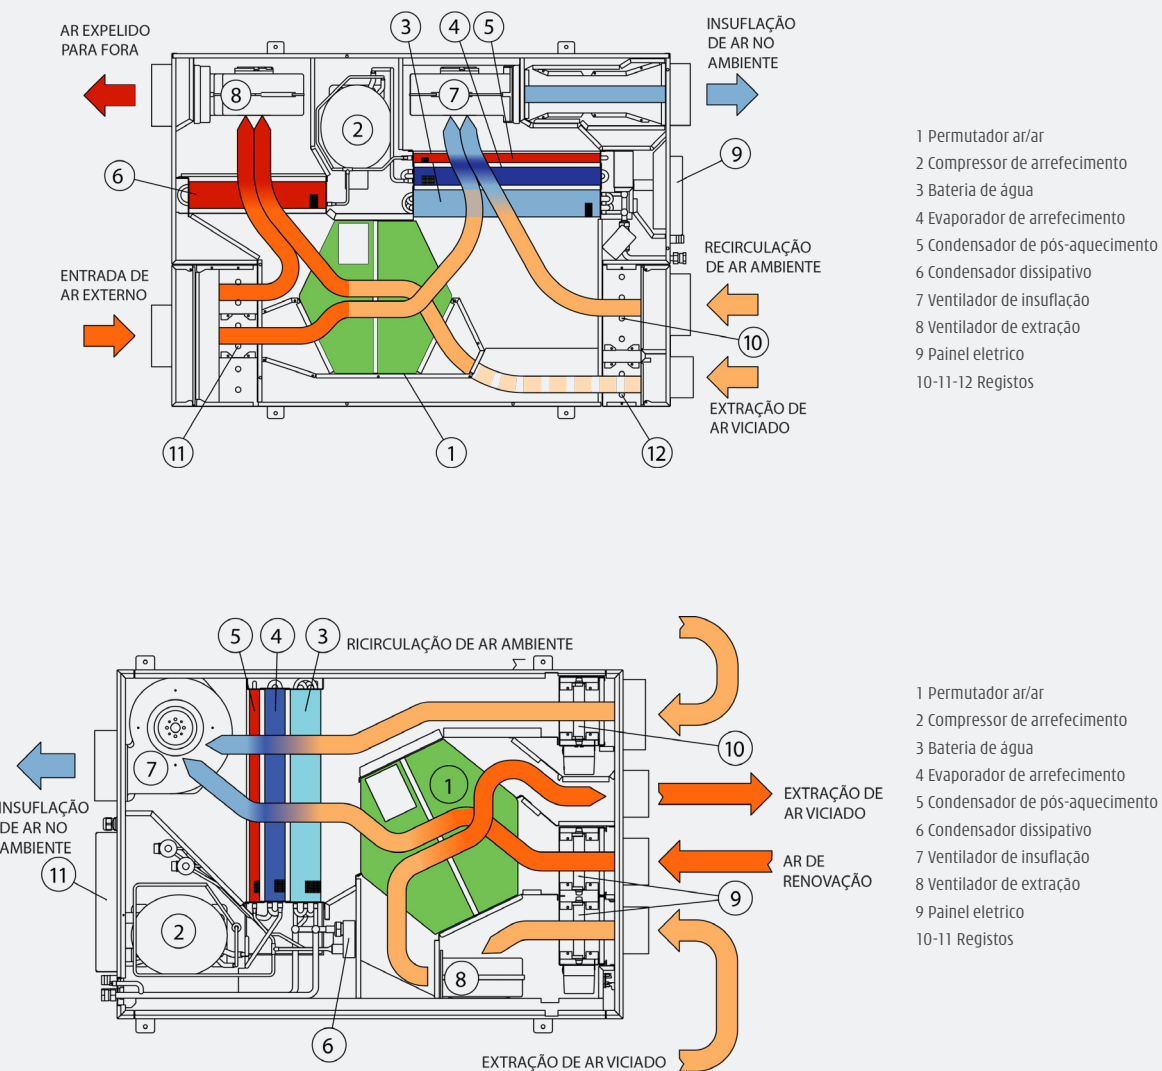 AR EXPELIDO
PARA FORA
3
4
5
INSUFLAÇÃO
DE AR NO
AMBIENTE
8
7
2
9
6
ENTRADA DE
AR EXTERNO
RECIRCULAÇÃO
DE AR AMBIENTE
10
EXTRAÇÃO DE
AR VICIADO
11
1
12
1 Permutador ar/ar
2 Compressor de arrefecimento
3 Bateria de água
4 Evaporador de arrefecimento
5 Condensador de pós-aquecimento
6 Condensador dissipativo
7 Ventilador de insuflação
8 Ventilador de extração
9 Painel eletrico
10-11-12 Registos
5
4
3
RICIRCULAÇÃO DE AR AMBIENTE
10
7
1
INSUFLAÇÃO
DE AR NO
AMBIENTE
EXTRAÇÃO DE
AR VICIADO
AR DE
RENOVAÇÃO
11
9
2
8
6
EXTRAÇÃO DE AR VICIADO
1 Permutador ar/ar
2 Compressor de arrefecimento
3 Bateria de água
4 Evaporador de arrefecimento
5 Condensador de pós-aquecimento
6 Condensador dissipativo
7 Ventilador de insuflação
8 Ventilador de extração
9 Painel eletrico
10-11 Registos